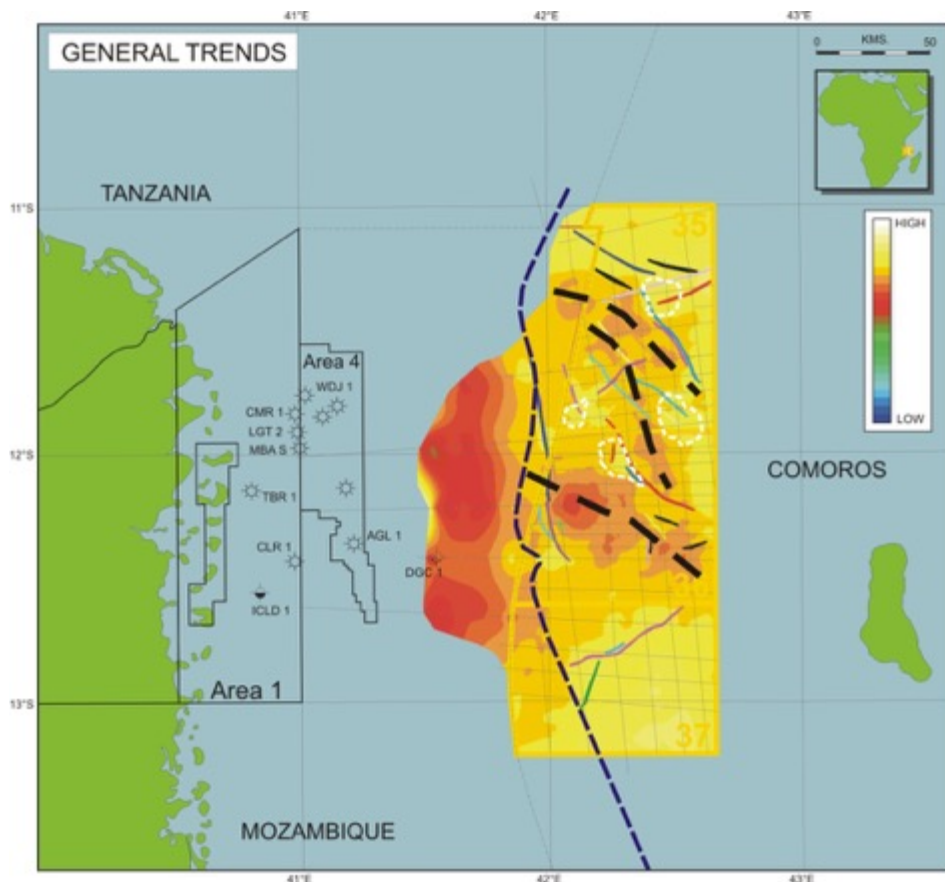 41°E
42°E
43°E
GENERAL TRENDS
0 KMS. 50
TANZANIA
11°S
HIGH
LOW
35
Area 4
WDJ 1
CMR 1
LGT 2
MBA 5
12°S
COMOROS
TBR 1
CLR 1
AGL 1
DGC 1
ICLD 1
Area 1
13°S
37
MOZAMBIQUE
41°E
42°E
43°E